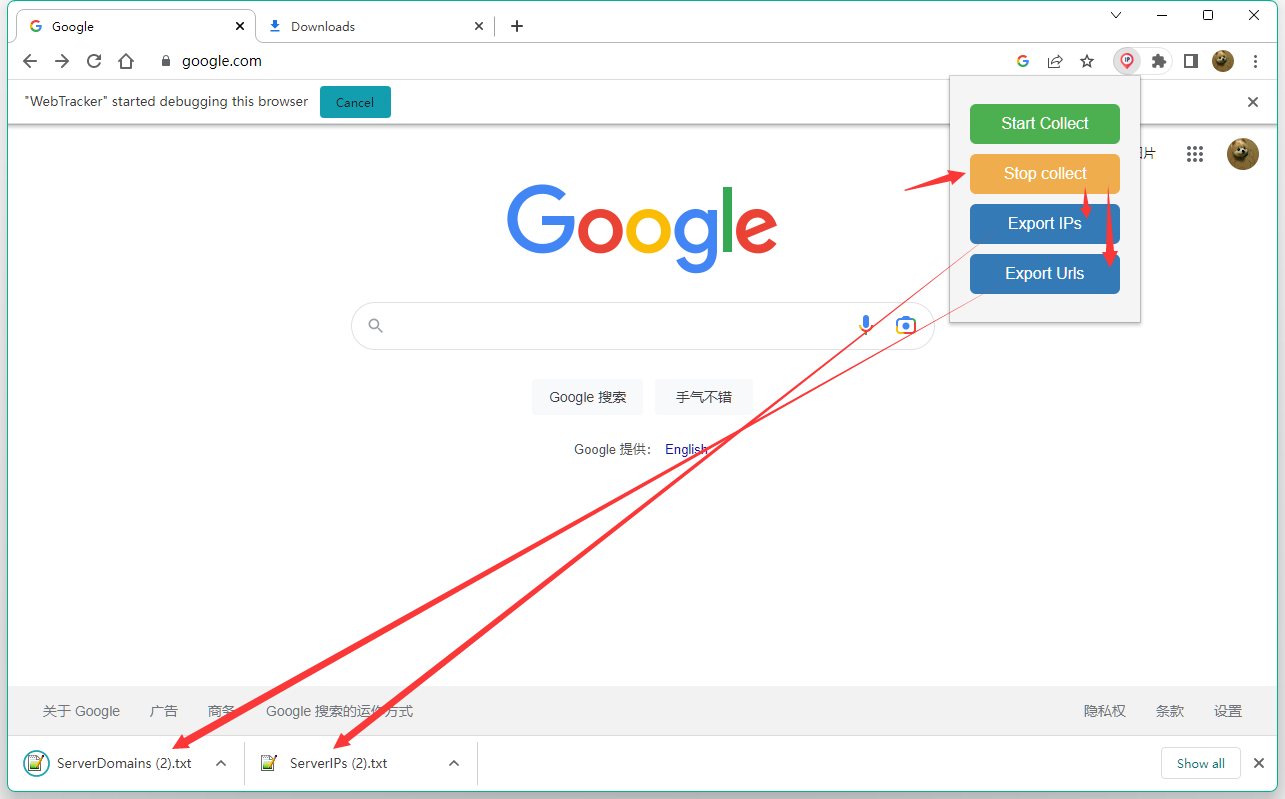 Google
Downloads
google.com
"WebTracker" started debugging this browser
Cancel
IP
Start Collect
Stop collect
Export IPs
Export Urls
片
Google
Google 搜索
手气不错
Google 提供:
English
关于 Google
广告
商务
Google 搜索的运作方式
隐私权
条款
设置
ServerDomains (2).txt
ServerIPs (2).txt
Show all